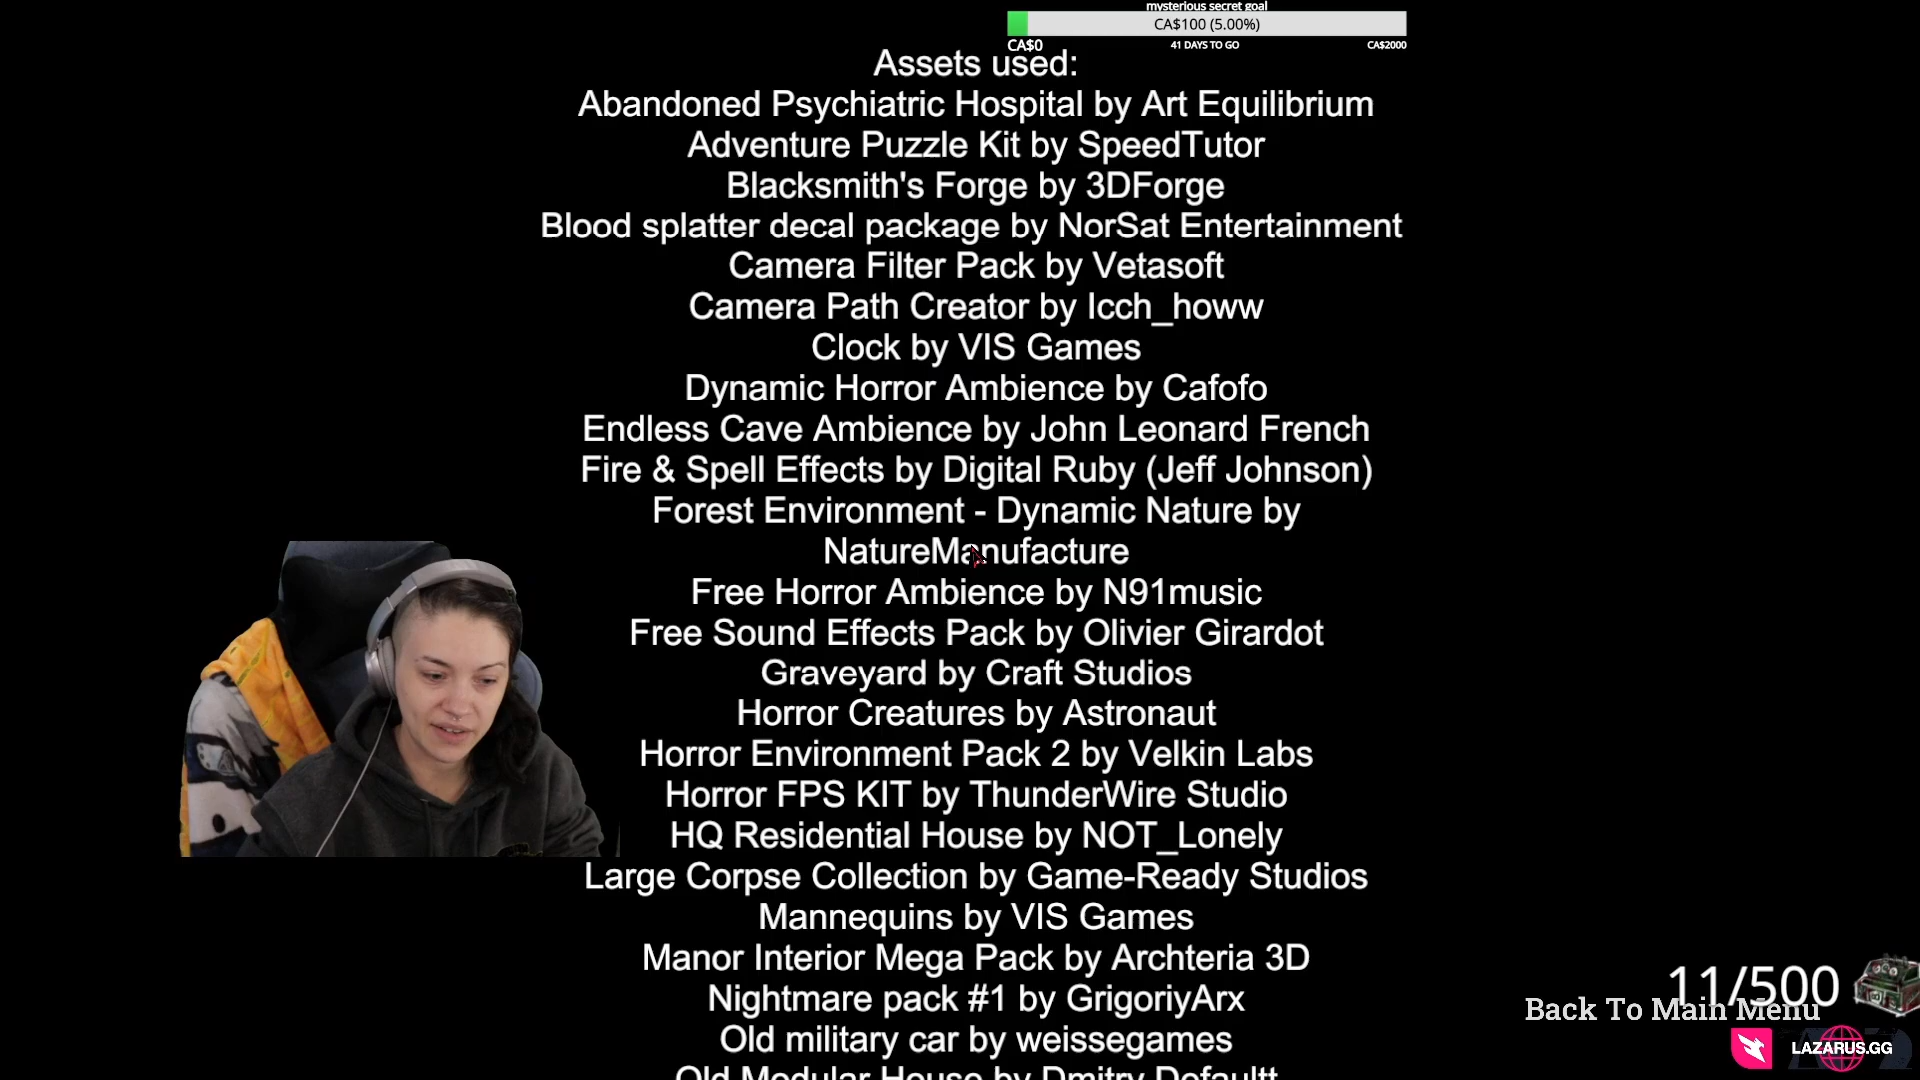 mysterious secret goal
CA$100 (5.00%)
CA$0
41 DAYS TO GO
CA$2000
Assets used:
Abandoned Psychiatric Hospital by Art Equilibrium
Adventure Puzzle Kit by SpeedTutor
Blacksmith's Forge by 3DForge
Blood splatter decal package by NorSat Entertainment
Camera Filter Pack by Vetasoft
Camera Path Creator by Icch_howw
Clock by VIS Games
Dynamic Horror Ambience by Cafofo
Endless Cave Ambience by John Leonard French
Fire & Spell Effects by Digital Ruby (Jeff Johnson)
Forest Environment - Dynamic Nature by
NatureManufacture
Free Horror Ambience by N91music
Free Sound Effects Pack by Olivier Girardot
Graveyard by Craft Studios
Horror Creatures by Astronaut
Horror Environment Pack 2 by Velkin Labs
Horror FPS KIT by ThunderWire Studio
HQ Residential House by NOT_Lonely
Large Corpse Collection by Game-Ready Studios
Mannequins by VIS Games
Manor Interior Mega Pack by Archteria 3D
Nightmare pack #1 by GrigoriyArx
Old military car by weissegames
Old Modular House by Dmitry Defaultt
11/500
Back To Main Menu
LAZARUS.GG